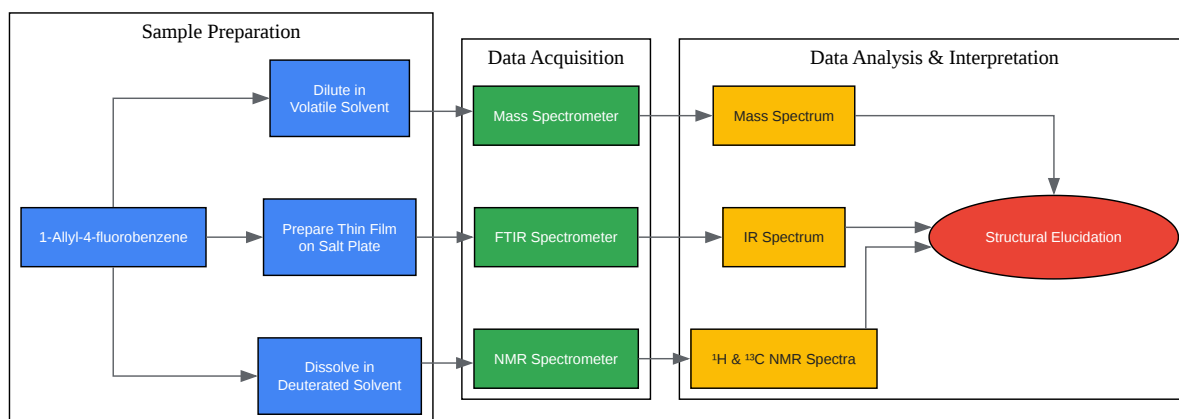 Sample Preparation
Data Acquisition
Data Analysis & Interpretation
Dilute in
Volatile Solvent
Mass Spectrometer
Mass Spectrum
1-Allyl-4-fluorobenzene
Prepare Thin Film
on Salt Plate
FTIR Spectrometer
IR Spectrum
Structural Elucidation
Dissolve in
Deuterated Solvent
NMR Spectrometer
¹H & ¹³C NMR Spectra